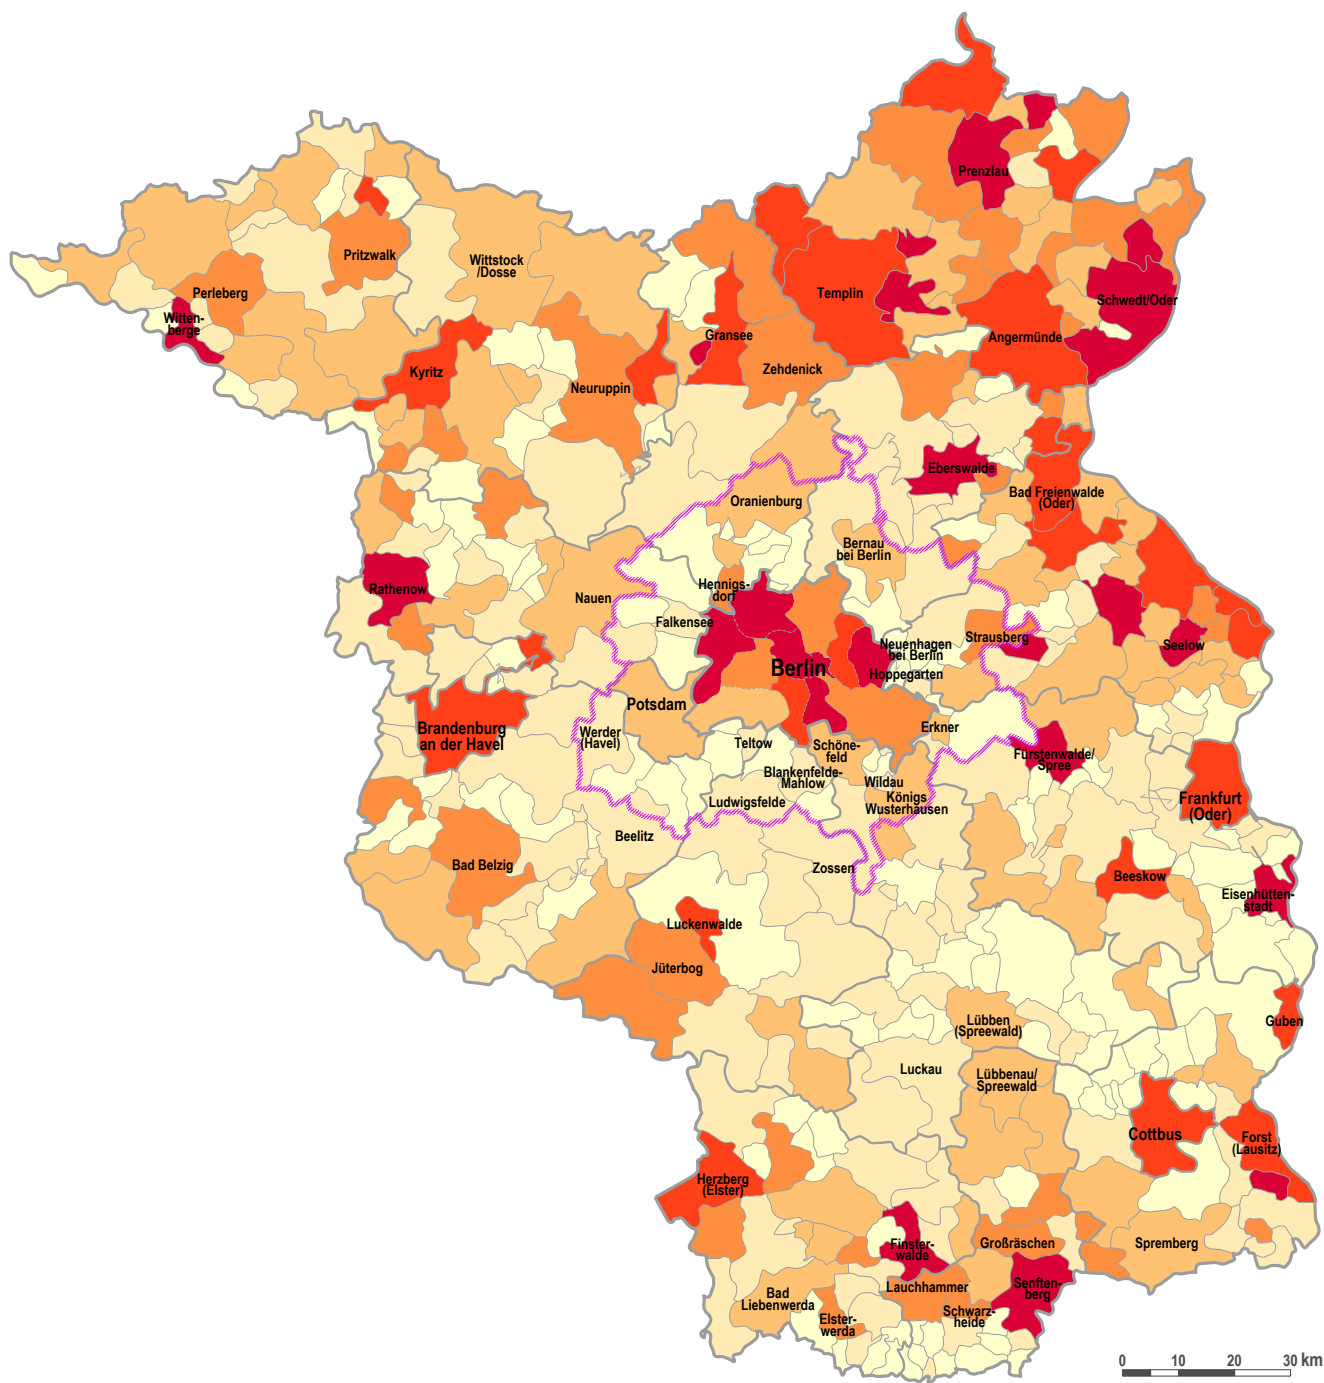 Prenzlau
Pritzwalk
Wittstock
/Dosse
Perleberg
Templin
Schwedt/Oder
Witten-
berge
Gransee
Angermünde
Kyritz
Zehdenick
Neuruppin
Eberswalde
Oranienburg
Bad Freienwalde
(Oder)
Bernau
bei Berlin
Rathenow
Nauen
Hennigs-
dorf
Falkensee
Neuenhagen
bei Berlin
Strausberg
Seelow
Berlin
Hoppegarten
Potsdam
Brandenburg
an der Havel
Werder
(Havel)
Teltow
Schöne-
feld
Erkner
Fürstenwalde/
Spree
Blankenfelde-
Mahlow
Wildau
Ludwigsfelde
Königs
Wusterhausen
Frankfurt
(Oder)
Beelitz
Bad Belzig
Zossen
Beeskow
Eisenhütten-
stadt
Luckenwalde
Jüterbog
Lübben
(Spreewald)
Guben
Luckau
Lübbenau/
Spreewald
Cottbus
Forst
(Lausitz)
Herzberg
(Elster)
Finster-
walde
Großräschen
Spremberg
Lauchhammer
Senften-
berg
Bad
Liebenwerda
Schwarz-
heide
Elster-
werda
0 10 20 30 km